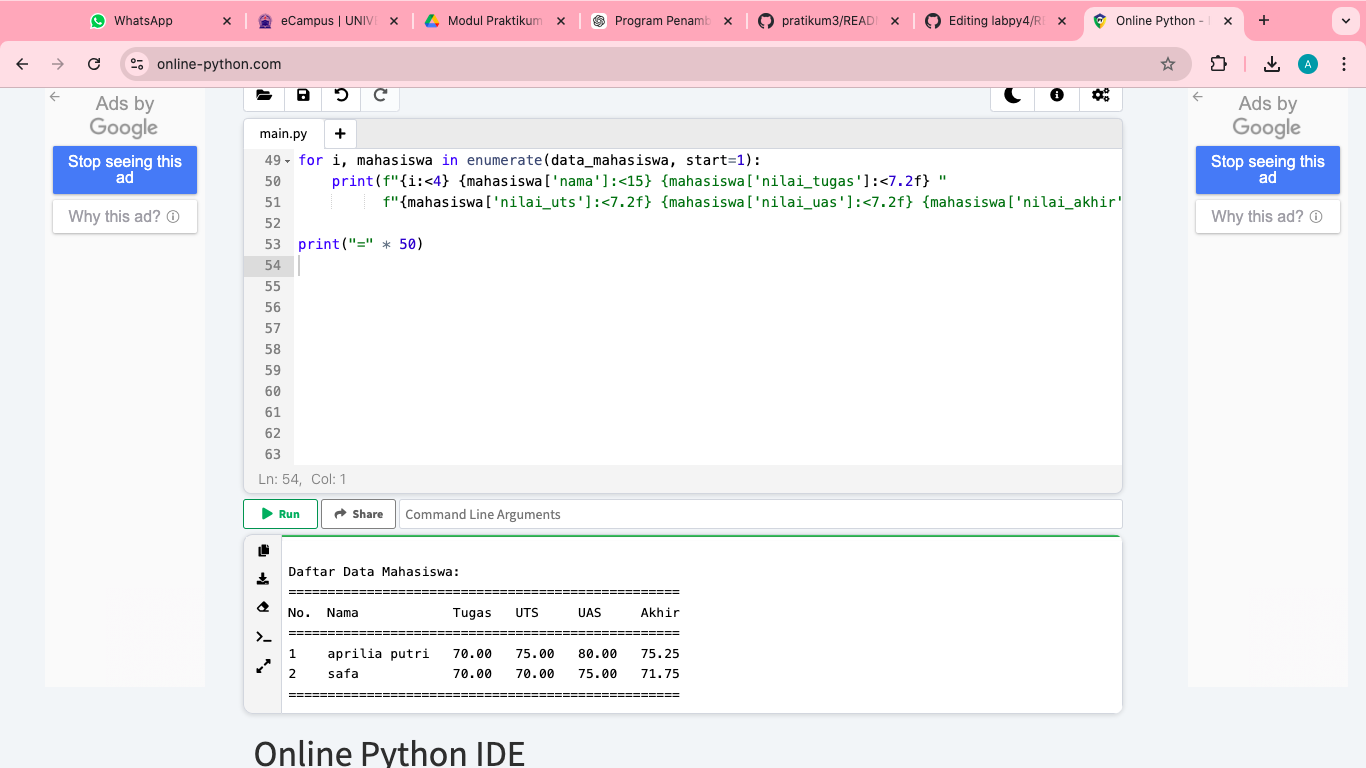 WhatsApp
eCampus | UNIV
Modul Praktikum
Program Penamb
pratikum3/READ
Editing labpy4/R
Online Python -
online-python.com
A
Ads by
Google
Stop seeing this
ad
Why this ad?
main.py
+
49 for i, mahasiswa in enumerate(data_mahasiswa, start=1):
50 print(f"{i:<4} {mahasiswa['nama']:<15} {mahasiswa['nilai_tugas']:<7.2f} "
51 f"{mahasiswa['nilai_uts']:<7.2f} {mahasiswa['nilai_uas']:<7.2f} {mahasiswa['nilai_akhir'
52
53 print("=" * 50)
54
55
56
57
58
59
60
61
62
63
Ln: 54, Col: 1
Run
Share
Command Line Arguments
Daftar Data Mahasiswa:
==================================================
No. Nama Tugas UTS UAS Akhir
==================================================
1 aprilia putri 70.00 75.00 80.00 75.25
2 safa 70.00 70.00 75.00 71.75
==================================================
Ads by
Google
Stop seeing this
ad
Why this ad?
Online Python IDE